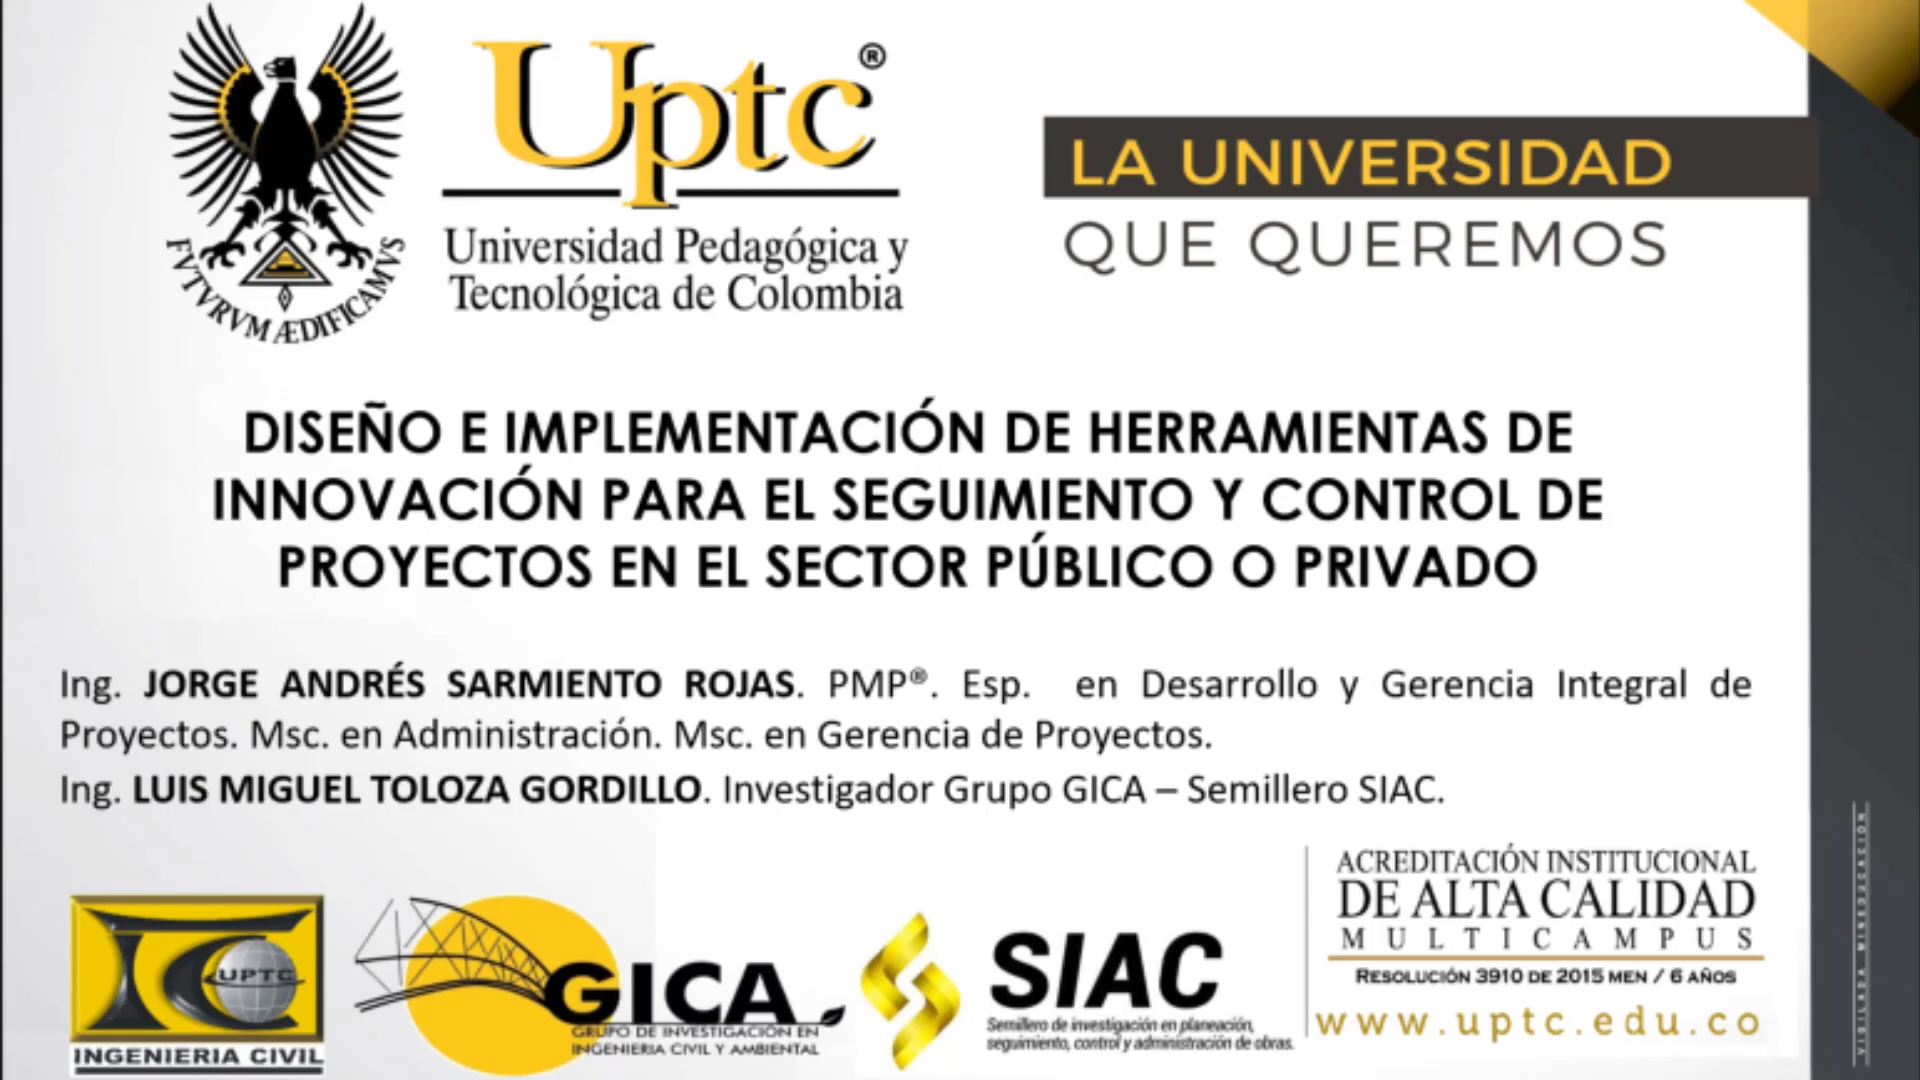 Uptc®
Universidad Pedagógica y
Tecnológica de Colombia
FVTVRVM ÆDIFICAMVS
LA UNIVERSIDAD
QUE QUEREMOS
DISEÑO E IMPLEMENTACIÓN DE HERRAMIENTAS DE
INNOVACIÓN PARA EL SEGUIMIENTO Y CONTROL DE
PROYECTOS EN EL SECTOR PÚBLICO O PRIVADO
Ing. JORGE ANDRÉS SARMIENTO ROJAS. PMP®. Esp. en Desarrollo y Gerencia Integral de
Proyectos. Msc. en Administración. Msc. en Gerencia de Proyectos.
Ing. LUIS MIGUEL TOLOZA GORDILLO. Investigador Grupo GICA – Semillero SIAC.
UPTC
INGENIERIA CIVIL
GICA
GRUPO DE INVESTIGACIÓN EN
INGENIERIA CIVIL Y AMBIENTAL
SIAC
Semillero de investigación en planeación,
seguimiento, control y administración de obras.
ACREDITACIÓN INSTITUCIONAL
DE ALTA CALIDAD
MULTICAMPUS
RESOLUCIÓN 3910 DE 2015 MEN / 6 AÑOS
www.uptc.edu.co
VIGILADA MINEDUCACIÓN